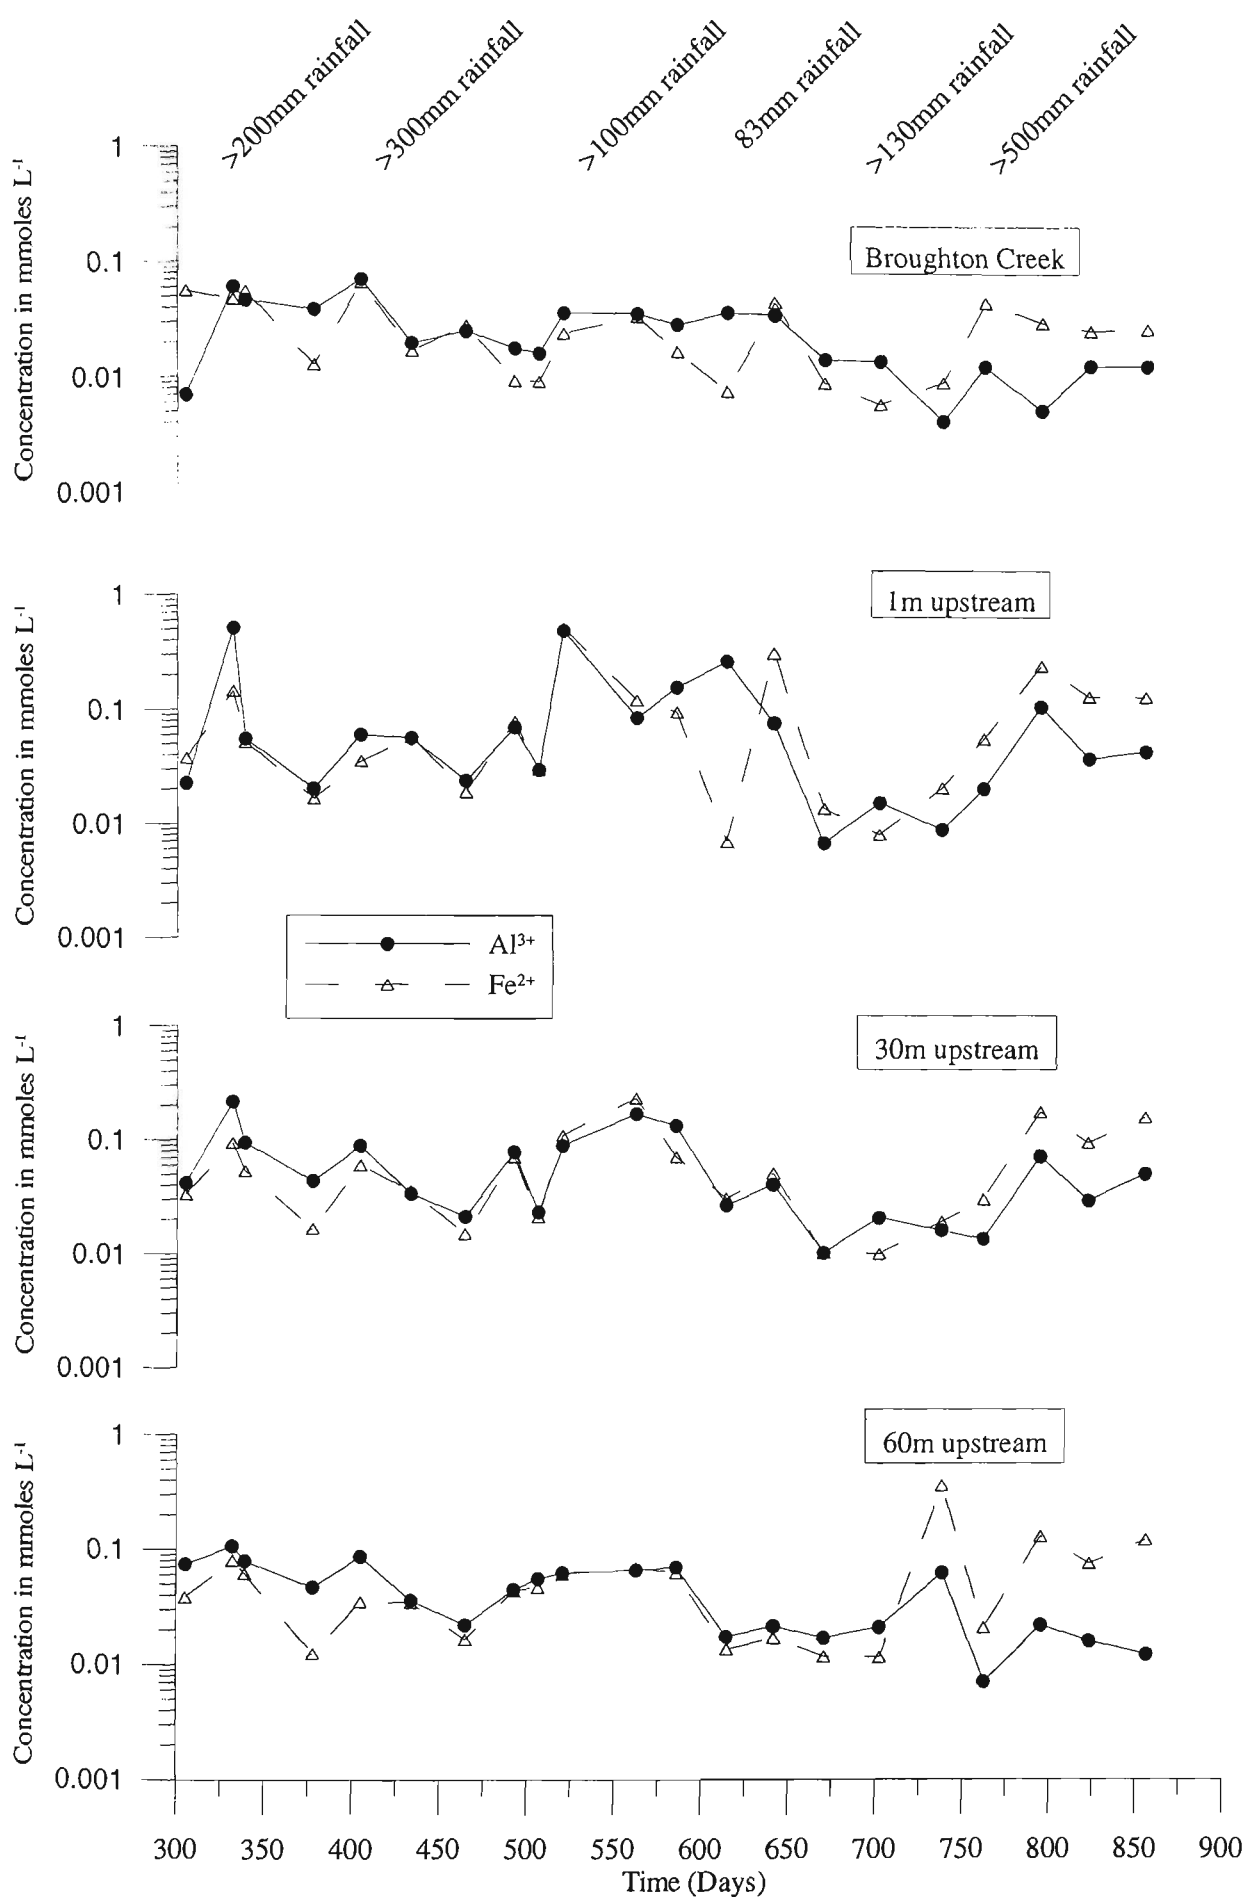 >200mm rainfall
>300mm rainfall
>100mm rainfall
83mm rainfall
>130mm rainfall
>500mm rainfall
Concentration in mmoles L⁻¹
1
0.1
0.01
0.001
Broughton Creek
Concentration in mmoles L⁻¹
1
0.1
0.01
0.001
1m upstream
Al³⁺
Fe²⁺
Concentration in mmoles L⁻¹
1
0.1
0.01
0.001
30m upstream
Concentration in mmoles L⁻¹
1
0.1
0.01
0.001
60m upstream
300 350 400 450 500 550 600 650 700 750 800 850 900
Time (Days)